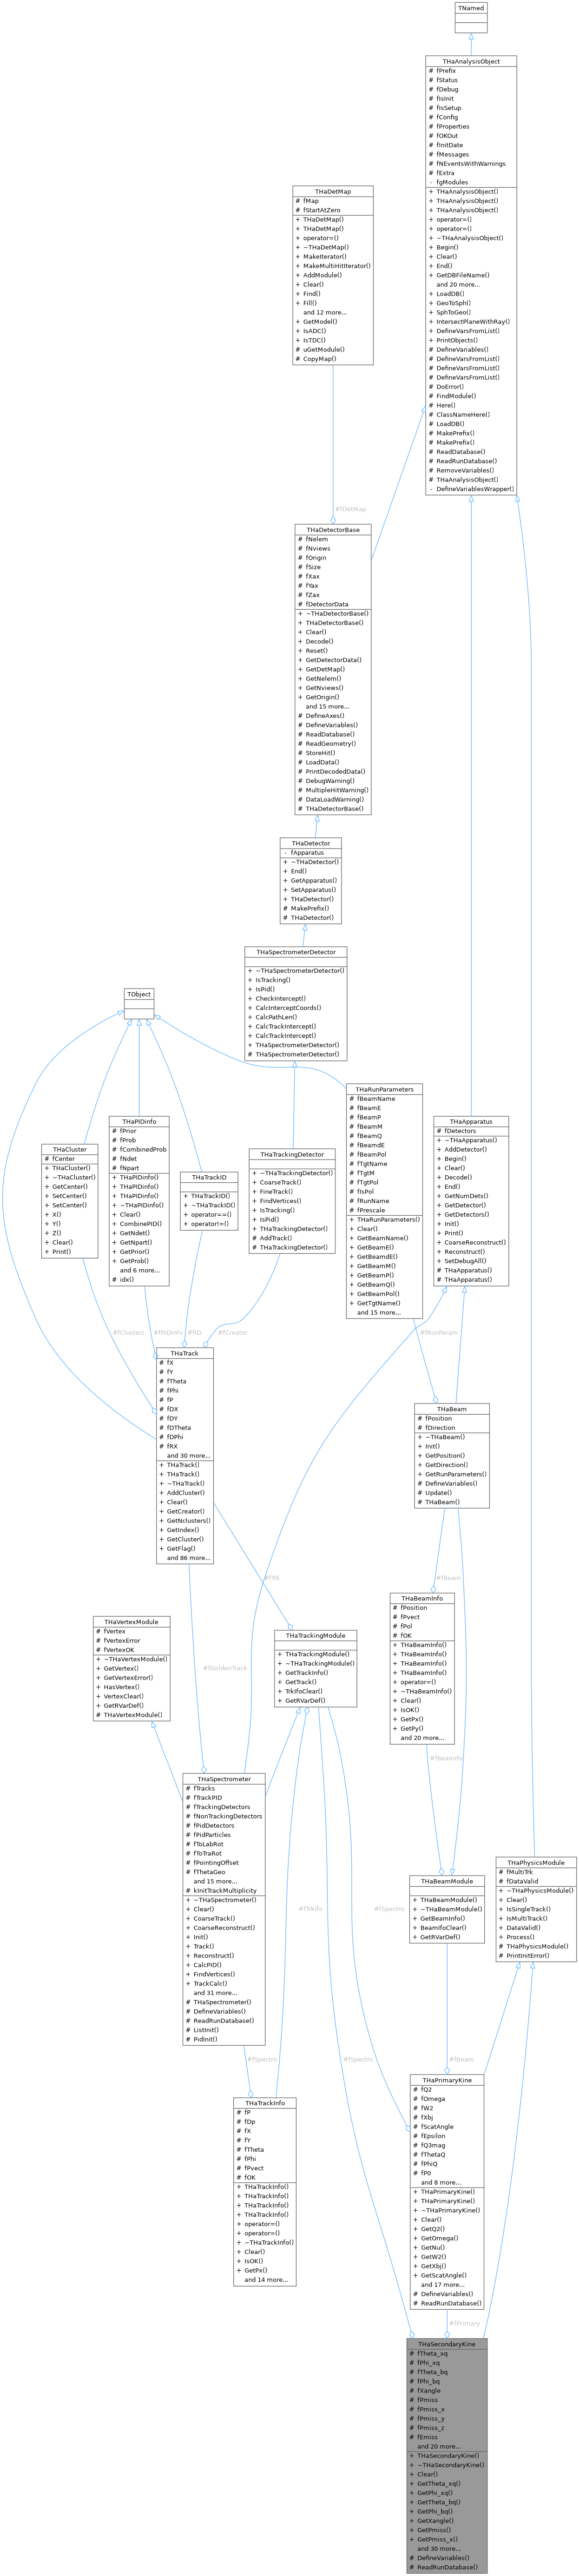 TNamed
THaAnalysisObject
# fPrefix
# fStatus
# fDebug
# fIsInit
# fIsSetup
# fConfig
# fProperties
# fOKOut
# fInitDate
# fMessages
# fNEventsWithWarnings
# fExtra
- fgModules
+ THaAnalysisObject()
+ THaAnalysisObject()
+ THaAnalysisObject()
+ operator=()
+ operator=()
+ ~THaAnalysisObject()
+ Begin()
+ Clear()
+ End()
+ GetDBFileName()
and 20 more...
+ LoadDB()
+ GeoToSph()
+ SphToGeo()
+ IntersectPlaneWithRay()
+ DefineVarsFromList()
+ PrintObjects()
# DefineVariables()
# DefineVarsFromList()
# DefineVarsFromList()
# DefineVarsFromList()
# DoError()
# FindModule()
# Here()
# ClassNameHere()
# LoadDB()
# MakePrefix()
# MakePrefix()
# ReadDatabase()
# ReadRunDatabase()
# RemoveVariables()
# THaAnalysisObject()
- DefineVariablesWrapper()
THaDetMap
# fMap
# fStartAtZero
+ THaDetMap()
+ THaDetMap()
+ operator=()
+ ~THaDetMap()
+ MakeIterator()
+ MakeMultiHitIterator()
+ AddModule()
+ Clear()
+ Find()
+ Fill()
and 12 more...
+ GetModel()
+ IsADC()
+ IsTDC()
# uGetModule()
# CopyMap()
#fDetMap
THaDetectorBase
# fNelem
# fNviews
# fOrigin
# fSize
# fXax
# fYax
# fZax
# fDetectorData
+ ~THaDetectorBase()
+ THaDetectorBase()
+ Clear()
+ Decode()
+ Reset()
+ GetDetectorData()
+ GetDetMap()
+ GetNelem()
+ GetNviews()
+ GetOrigin()
and 15 more...
# DefineAxes()
# DefineVariables()
# ReadDatabase()
# ReadGeometry()
# StoreHit()
# LoadData()
# PrintDecodedData()
# DebugWarning()
# MultipleHitWarning()
# DataLoadWarning()
# THaDetectorBase()
THaDetector
- fApparatus
+ ~THaDetector()
+ End()
+ GetApparatus()
+ SetApparatus()
+ THaDetector()
# MakePrefix()
# THaDetector()
THaSpectrometerDetector
+ ~THaSpectrometerDetector()
+ IsTracking()
+ IsPid()
+ CheckIntercept()
+ CalcInterceptCoords()
+ CalcPathLen()
+ CalcTrackIntercept()
+ CalcTrackIntercept()
+ THaSpectrometerDetector()
# THaSpectrometerDetector()
TObject
THaRunParameters
# fBeamName
# fBeamE
# fBeamP
# fBeamM
# fBeamQ
# fBeamdE
# fBeamPol
# fTgtName
# fTgtM
# fTgtPol
# fIsPol
# fRunName
# fPrescale
+ THaRunParameters()
+ Clear()
+ GetBeamName()
+ GetBeamE()
+ GetBeamdE()
+ GetBeamM()
+ GetBeamP()
+ GetBeamQ()
+ GetBeamPol()
+ GetTgtName()
and 15 more...
THaApparatus
# fDetectors
+ ~THaApparatus()
+ AddDetector()
+ Begin()
+ Clear()
+ Decode()
+ End()
+ GetNumDets()
+ GetDetector()
+ GetDetectors()
+ Init()
+ Print()
+ CoarseReconstruct()
+ Reconstruct()
+ SetDebugAll()
# THaApparatus()
# THaApparatus()
THaCluster
# fCenter
+ THaCluster()
+ ~THaCluster()
+ GetCenter()
+ SetCenter()
+ SetCenter()
+ X()
+ Y()
+ Z()
+ Clear()
+ Print()
THaPIDinfo
# fPrior
# fProb
# fCombinedProb
# fNdet
# fNpart
+ THaPIDinfo()
+ THaPIDinfo()
+ THaPIDinfo()
+ ~THaPIDinfo()
+ Clear()
+ CombinePID()
+ GetNdet()
+ GetNpart()
+ GetPrior()
+ GetProb()
and 6 more...
# idx()
THaTrackID
+ THaTrackID()
+ ~THaTrackID()
+ operator==()
+ operator!=()
THaTrackingDetector
+ ~THaTrackingDetector()
+ CoarseTrack()
+ FineTrack()
+ FindVertices()
+ IsTracking()
+ IsPid()
+ THaTrackingDetector()
# AddTrack()
# THaTrackingDetector()
#fClusters
#fPIDinfo
#fID
#fCreator
#fRunParam
THaTrack
# fX
# fY
# fTheta
# fPhi
# fP
# fDX
# fDY
# fDTheta
# fDPhi
# fRX
and 30 more...
+ THaTrack()
+ THaTrack()
+ ~THaTrack()
+ AddCluster()
+ Clear()
+ GetCreator()
+ GetNclusters()
+ GetIndex()
+ GetCluster()
+ GetFlag()
and 86 more...
THaBeam
# fPosition
# fDirection
+ ~THaBeam()
+ Init()
+ GetPosition()
+ GetDirection()
+ GetRunParameters()
# DefineVariables()
# Update()
# THaBeam()
#fTrk
#fBeam
THaBeamInfo
# fPosition
# fPvect
# fPol
# fOK
+ THaBeamInfo()
+ THaBeamInfo()
+ THaBeamInfo()
+ THaBeamInfo()
+ operator=()
+ ~THaBeamInfo()
+ Clear()
+ IsOK()
+ GetPx()
+ GetPy()
and 20 more...
THaVertexModule
# fVertex
# fVertexError
# fVertexOK
+ ~THaVertexModule()
+ GetVertex()
+ GetVertexError()
+ HasVertex()
+ VertexClear()
+ GetRVarDef()
# THaVertexModule()
THaTrackingModule
+ THaTrackingModule()
+ ~THaTrackingModule()
+ GetTrackInfo()
+ GetTrack()
+ TrkIfoClear()
+ GetRVarDef()
#fGoldenTrack
#fBeamIfo
THaSpectrometer
# fTracks
# fTrackPID
# fTrackingDetectors
# fNonTrackingDetectors
# fPidDetectors
# fPidParticles
# fToLabRot
# fToTraRot
# fPointingOffset
# fThetaGeo
and 15 more...
# kInitTrackMultiplicity
+ ~THaSpectrometer()
+ Clear()
+ CoarseTrack()
+ CoarseReconstruct()
+ Init()
+ Track()
+ Reconstruct()
+ CalcPID()
+ FindVertices()
+ TrackCalc()
and 31 more...
# THaSpectrometer()
# DefineVariables()
# ReadRunDatabase()
# ListInit()
# PidInit()
THaPhysicsModule
# fMultiTrk
# fDataValid
+ ~THaPhysicsModule()
+ Clear()
+ IsSingleTrack()
+ IsMultiTrack()
+ DataValid()
+ Process()
# THaPhysicsModule()
# PrintInitError()
THaBeamModule
+ THaBeamModule()
+ ~THaBeamModule()
+ GetBeamInfo()
+ BeamIfoClear()
+ GetRVarDef()
#fTrkIfo
#fSpectro
#fSpectro
#fSpectro
#fBeam
THaTrackInfo
# fP
# fDp
# fX
# fY
# fTheta
# fPhi
# fPvect
# fOK
+ THaTrackInfo()
+ THaTrackInfo()
+ THaTrackInfo()
+ THaTrackInfo()
+ operator=()
+ operator=()
+ ~THaTrackInfo()
+ Clear()
+ IsOK()
+ GetPx()
and 14 more...
THaPrimaryKine
# fQ2
# fOmega
# fW2
# fXbj
# fScatAngle
# fEpsilon
# fQ3mag
# fThetaQ
# fPhiQ
# fP0
and 8 more...
+ THaPrimaryKine()
+ THaPrimaryKine()
+ ~THaPrimaryKine()
+ Clear()
+ GetQ2()
+ GetOmega()
+ GetNu()
+ GetW2()
+ GetXbj()
+ GetScatAngle()
and 17 more...
# DefineVariables()
# ReadRunDatabase()
#fPrimary
THaSecondaryKine
# fTheta_xq
# fPhi_xq
# fTheta_bq
# fPhi_bq
# fXangle
# fPmiss
# fPmiss_x
# fPmiss_y
# fPmiss_z
# fEmiss
and 20 more...
+ THaSecondaryKine()
+ ~THaSecondaryKine()
+ Clear()
+ GetTheta_xq()
+ GetPhi_xq()
+ GetTheta_bq()
+ GetPhi_bq()
+ GetXangle()
+ GetPmiss()
+ GetPmiss_x()
and 30 more...
# DefineVariables()
# ReadRunDatabase()